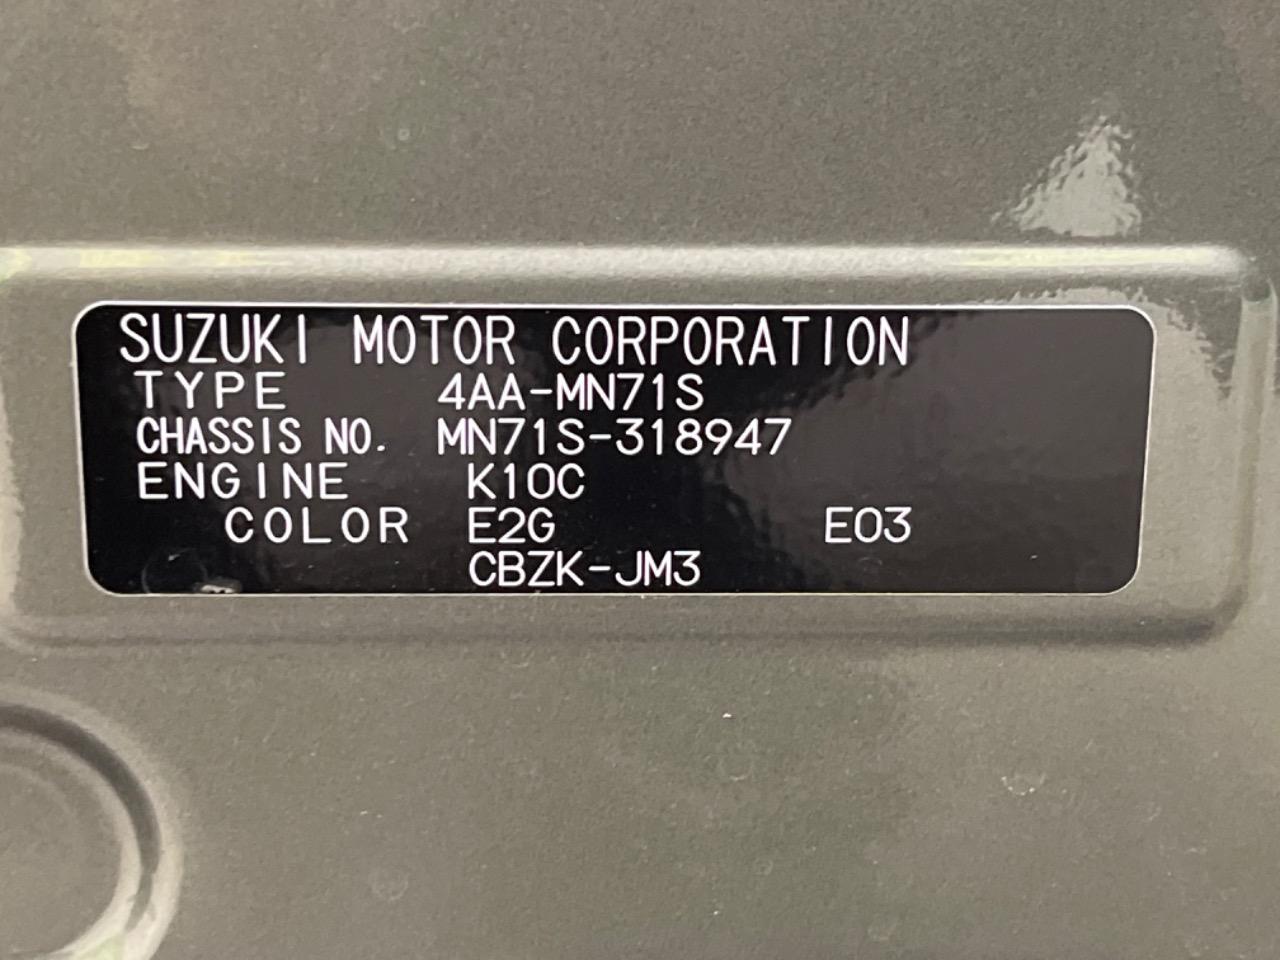 SUZUKI MOTOR CORPORATION
TYPE 4AA-MN71S
CHASSIS NO. MN71S-318947
ENGINE K10C
COLOR E2G E03
CBZK-JM3